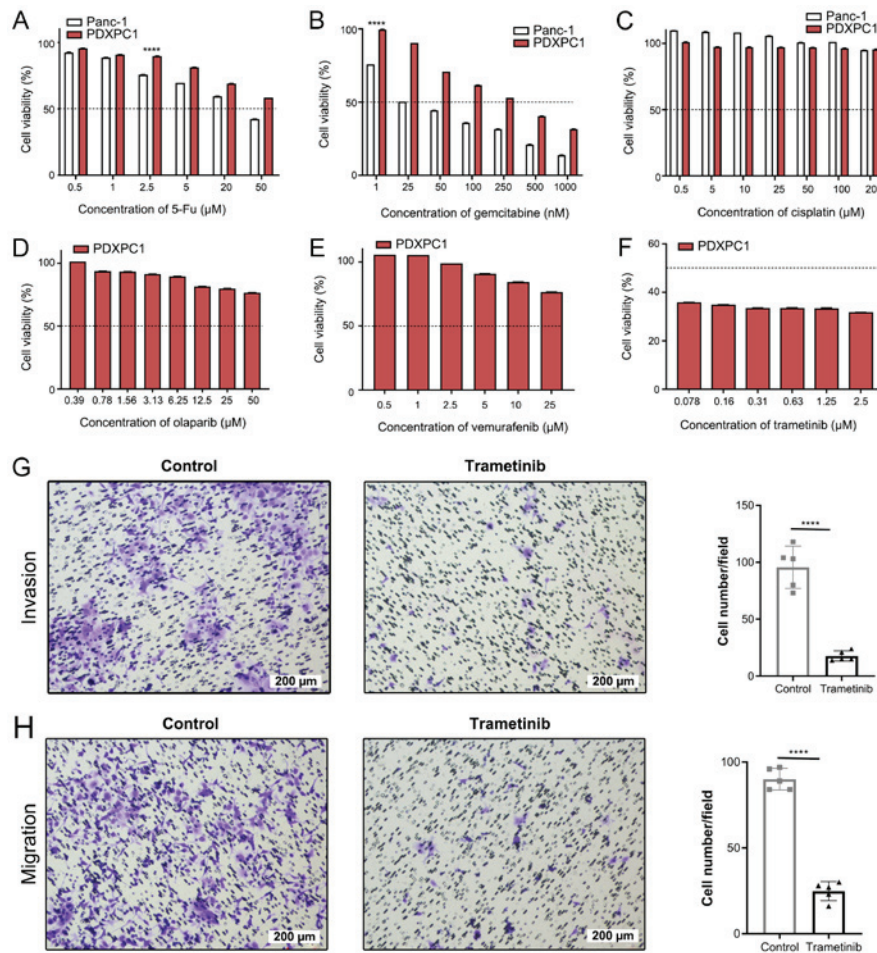 A
Panc-1
PDXPC1
****
Cell viability (%)
100
50
0
0.5 1 2.5 5 20 50
Concentration of 5-Fu (μM)
B
****
Panc-1
PDXPC1
Cell viability (%)
100
50
0
1 25 50 100 250 500 1000
Concentration of gemcitabine (nM)
C
Panc-1
PDXPC1
Cell viability (%)
100
50
0
0.5 5 10 25 50 100 20
Concentration of cisplatin (μM)
D
PDXPC1
Cell viability (%)
100
50
0
0.39 0.78 1.56 3.13 6.25 12.5 25 50
Concentration of olaparib (μM)
E
PDXPC1
Cell viability (%)
100
50
0
0.5 1 2.5 5 10 25
Concentration of vemurafenib (μM)
F
PDXPC1
Cell viability (%)
60
40
20
0
0.078 0.16 0.31 0.63 1.25 2.5
Concentration of trametinib (μM)
G
Control
Trametinib
Invasion
200 μm
200 μm
Cell number/field
150
100
50
0
****
Control Trametinib
H
Control
Trametinib
Migration
200 μm
200 μm
Cell number/field
100
50
0
****
Control Trametinib